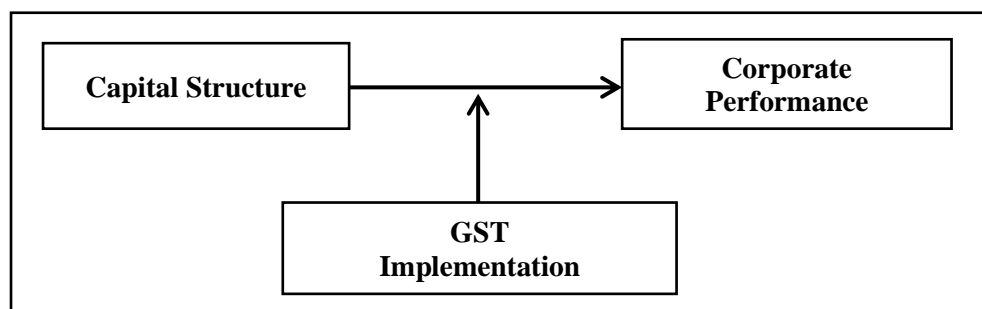 Capital Structure
Corporate
Performance
GST
Implementation